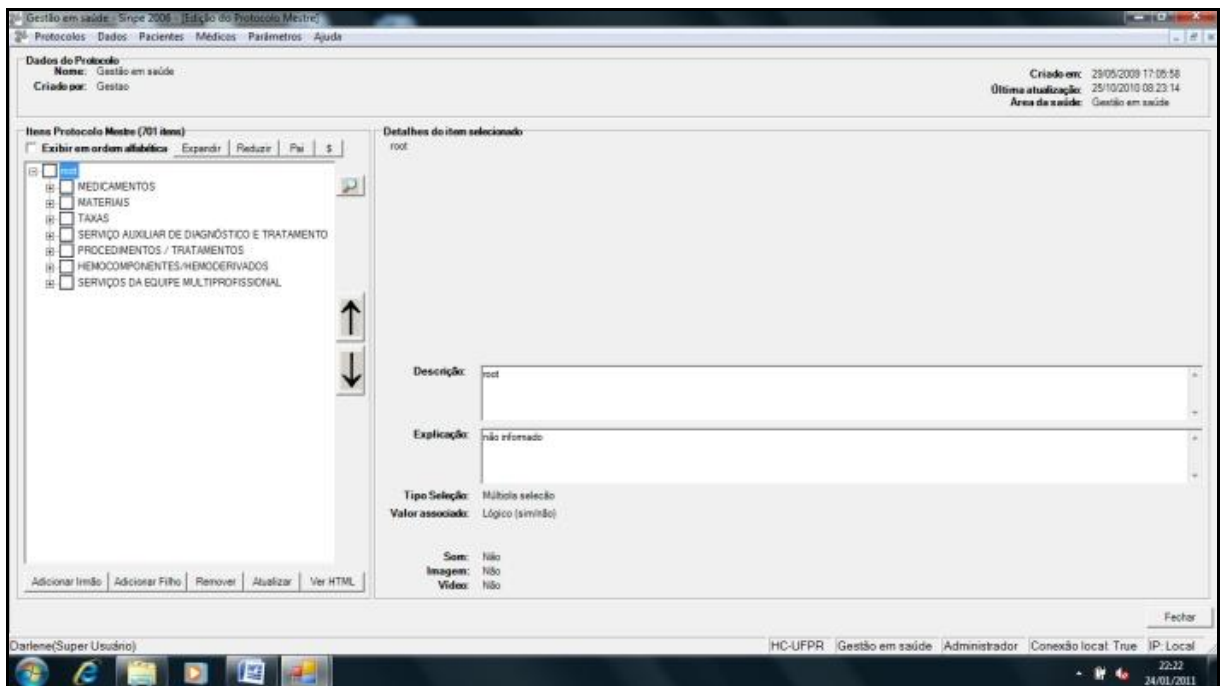 Gestão em saúde - Sinpe 2006 - [Edição do Protocolo Mestre]
Protocolos Dados Pacientes Médicos Parâmetros Ajuda
Dados do Protocolo
Nome: Gestão em saúde
Criado por: Gestao
Criado em: 29/05/2009 17:05:58
Última atualização: 25/10/2010 08:23:14
Área da saúde: Gestão em saúde
Itens Protocolo Mestre (701 itens)
Exibir em ordem alfabética Expandir Reduzir Pai $
root
MEDICAMENTOS
MATERIAIS
TAXAS
SERVIÇO AUXILIAR DE DIAGNÓSTICO E TRATAMENTO
PROCEDIMENTOS / TRATAMENTOS
HEMOCOMPONENTES/HEMODERIVADOS
SERVIÇOS DA EQUIPE MULTIPROFISSIONAL
Adicionar Irmão Adicionar Filho Remover Atualizar Ver HTML
Detalhes do item selecionado
root
Descrição: root
Explicação: não informado
Tipo Seleção: Múltipla seleção
Valor associado: Lógico (sim/não)
Som: Não
Imagem: Não
Vídeo: Não
Fechar
Darlene(Super Usuário) HC-UFPR Gestão em saúde Administrador Conexão local: True IP: Local
22:22
24/01/2011